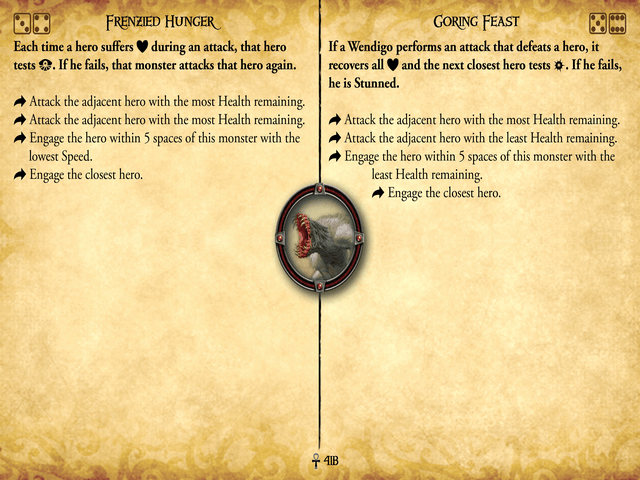 Frenzied Hunger
Each time a hero suffers during an attack, that hero
tests . If he fails, that monster attacks that hero again.
Attack the adjacent hero with the most Health remaining.
Attack the adjacent hero with the most Health remaining.
Engage the hero within 5 spaces of this monster with the
lowest Speed.
Engage the closest hero.
Goring Feast
If a Wendigo performs an attack that defeats a hero, it
recovers all and the next closest hero tests . If he fails,
he is Stunned.
Attack the adjacent hero with the most Health remaining.
Attack the adjacent hero with the least Health remaining.
Engage the hero within 5 spaces of this monster with the
least Health remaining.
Engage the closest hero.
41B